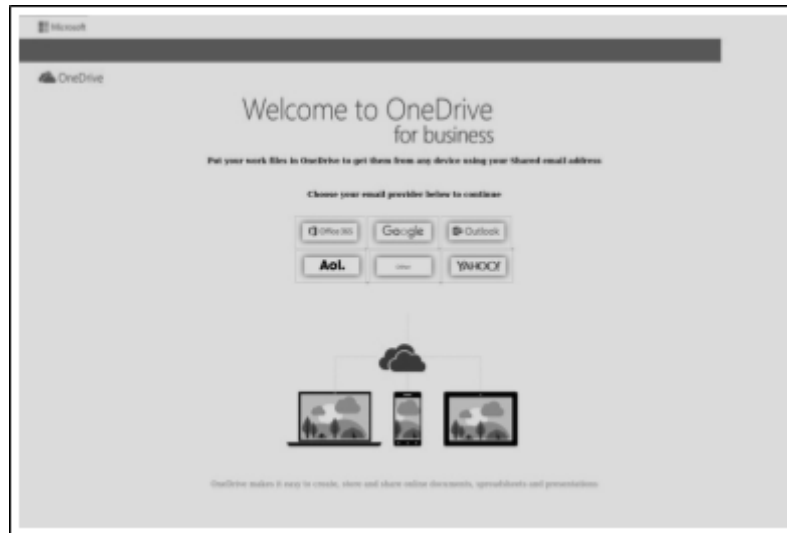 Microsoft
OneDrive
Welcome to OneDrive
for business
Put your work files in OneDrive to get them from any device using your Shared email address
Choose your email provider below to continue
Office 365
Google
Outlook
Aol.
YAHOO!
OneDrive makes it easy to create, store and share online documents, spreadsheets and presentations